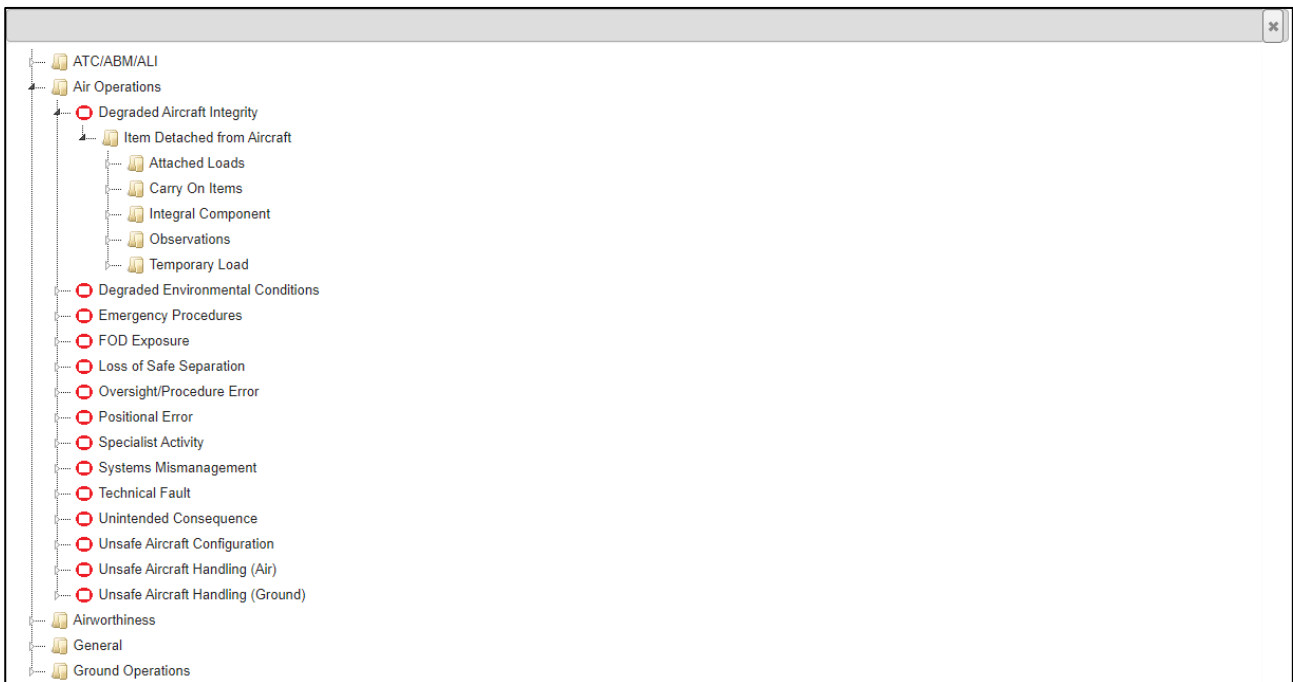 ATC/ABM/ALI
Air Operations
Degraded Aircraft Integrity
Item Detached from Aircraft
Attached Loads
Carry On Items
Integral Component
Observations
Temporary Load
Degraded Environmental Conditions
Emergency Procedures
FOD Exposure
Loss of Safe Separation
Oversight/Procedure Error
Positional Error
Specialist Activity
Systems Mismanagement
Technical Fault
Unintended Consequence
Unsafe Aircraft Configuration
Unsafe Aircraft Handling (Air)
Unsafe Aircraft Handling (Ground)
Airworthiness
General
Ground Operations